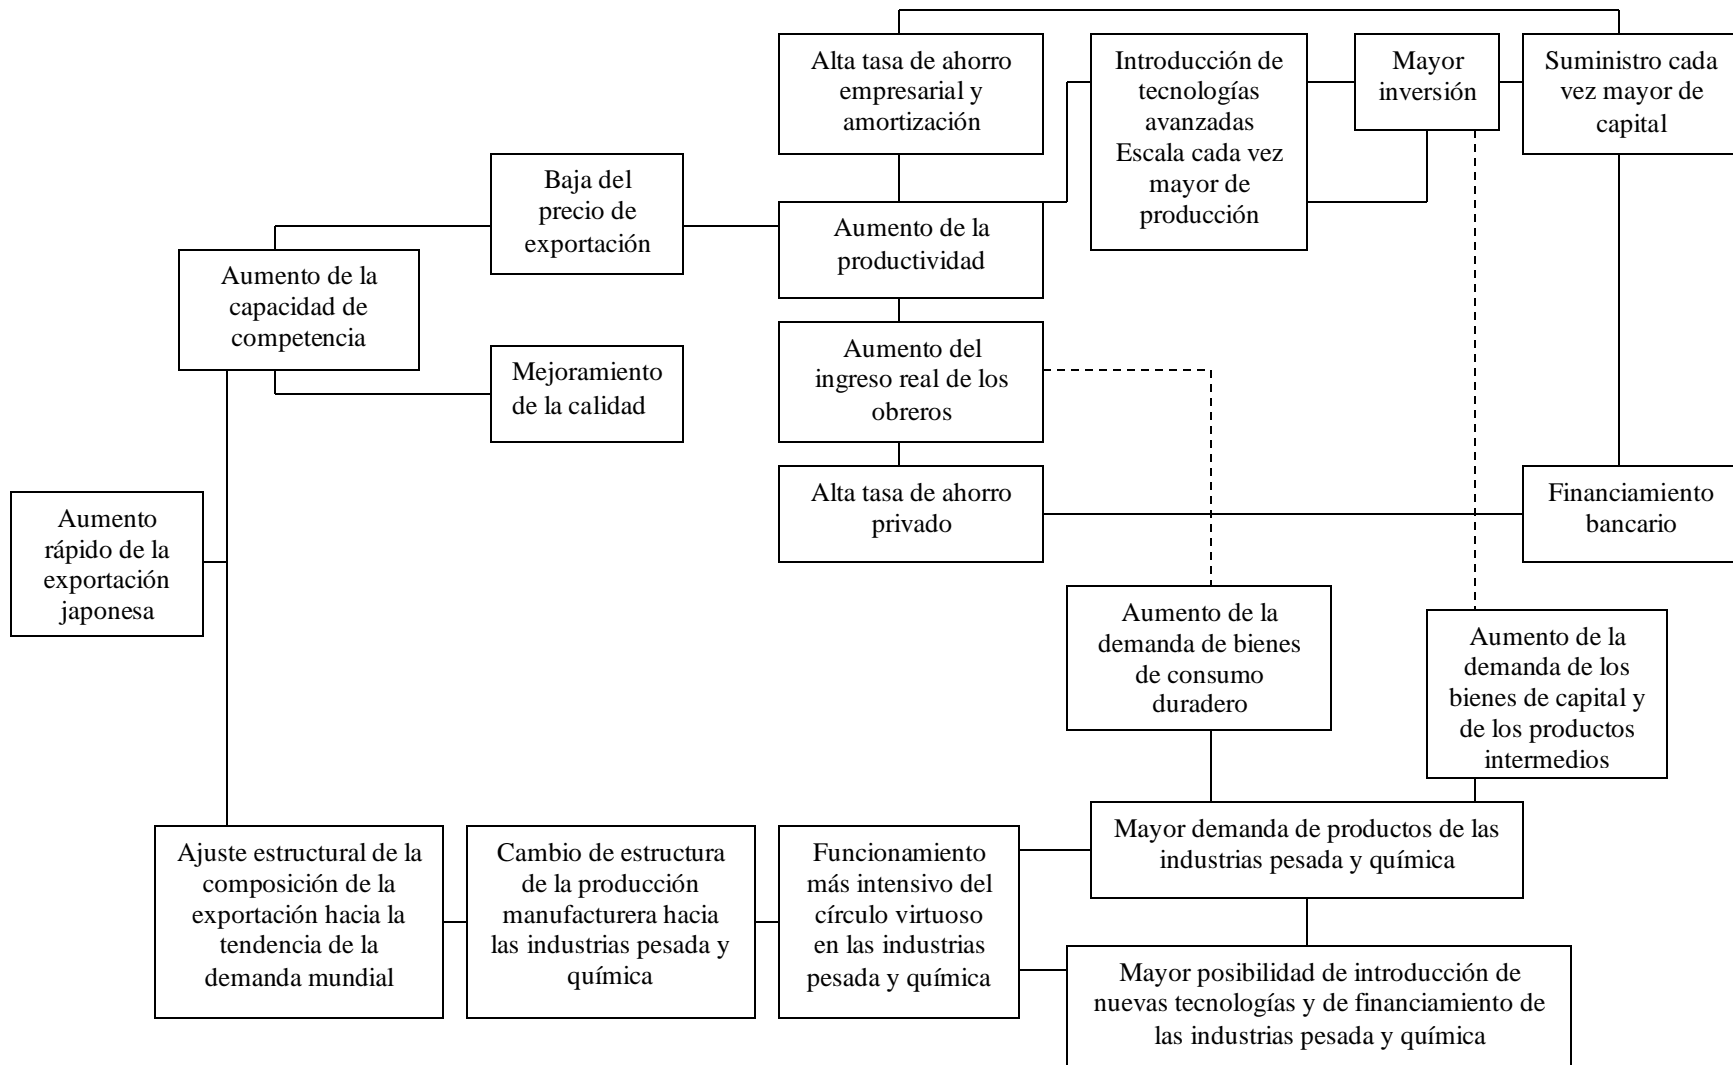 Alta tasa de ahorro
empresarial y
amortización
Introducción de
tecnologías
avanzadas
Escala cada vez
mayor de
producción
Mayor
inversión
Suministro cada
vez mayor de
capital
Baja del
precio de
exportación
Aumento de la
productividad
Aumento de la
capacidad de
competencia
Mejoramiento
de la calidad
Aumento del
ingreso real de los
obreros
Alta tasa de ahorro
privado
Financiamiento
bancario
Aumento
rápido de la
exportación
japonesa
Aumento de la
demanda de bienes
de consumo
duradero
Aumento de la
demanda de los
bienes de capital y
de los productos
intermedios
Mayor demanda de productos de las
industrias pesada y química
Ajuste estructural de la
composición de la
exportación hacia la
tendencia de la
demanda mundial
Cambio de estructura
de la producción
manufacturera hacia
las industrias pesada y
química
Funcionamiento
más intensivo del
círculo virtuoso
en las industrias
pesada y química
Mayor posibilidad de introducción de
nuevas tecnologías y de financiamiento de
las industrias pesada y química